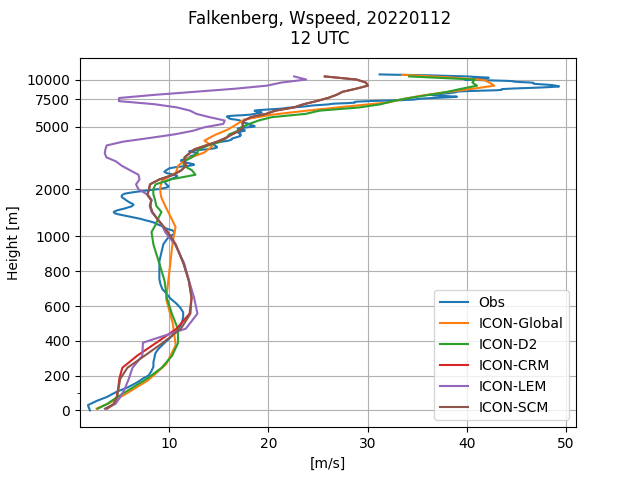 Falkenberg, Wspeed, 20220112
12 UTC
Height [m]
10000
7500
5000
2000
1000
800
600
400
200
0
10
20
30
40
50
[m/s]
Obs
ICON-Global
ICON-D2
ICON-CRM
ICON-LEM
ICON-SCM